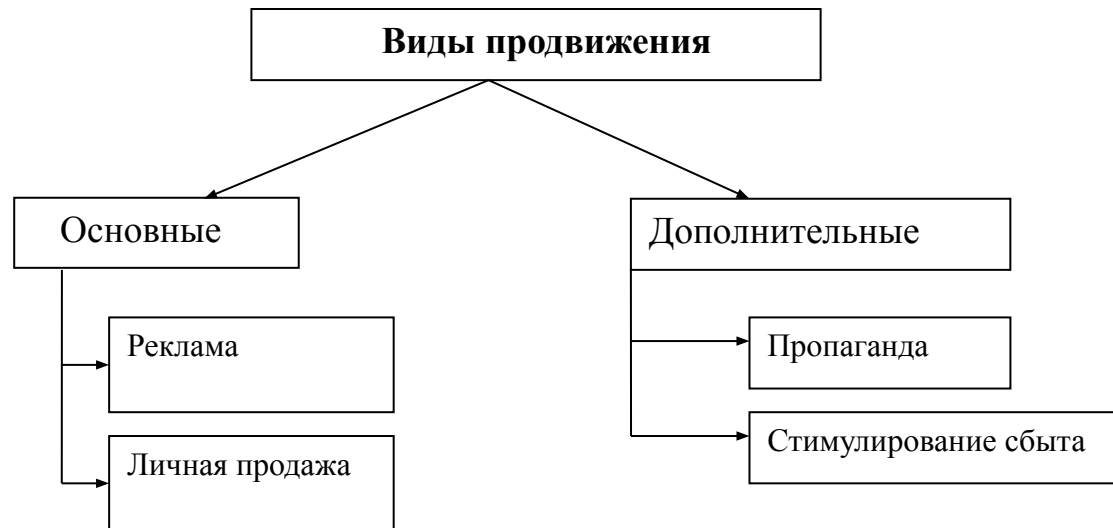 Виды продвижения
Основные
Дополнительные
Реклама
Пропаганда
Личная продажа
Стимулирование сбыта